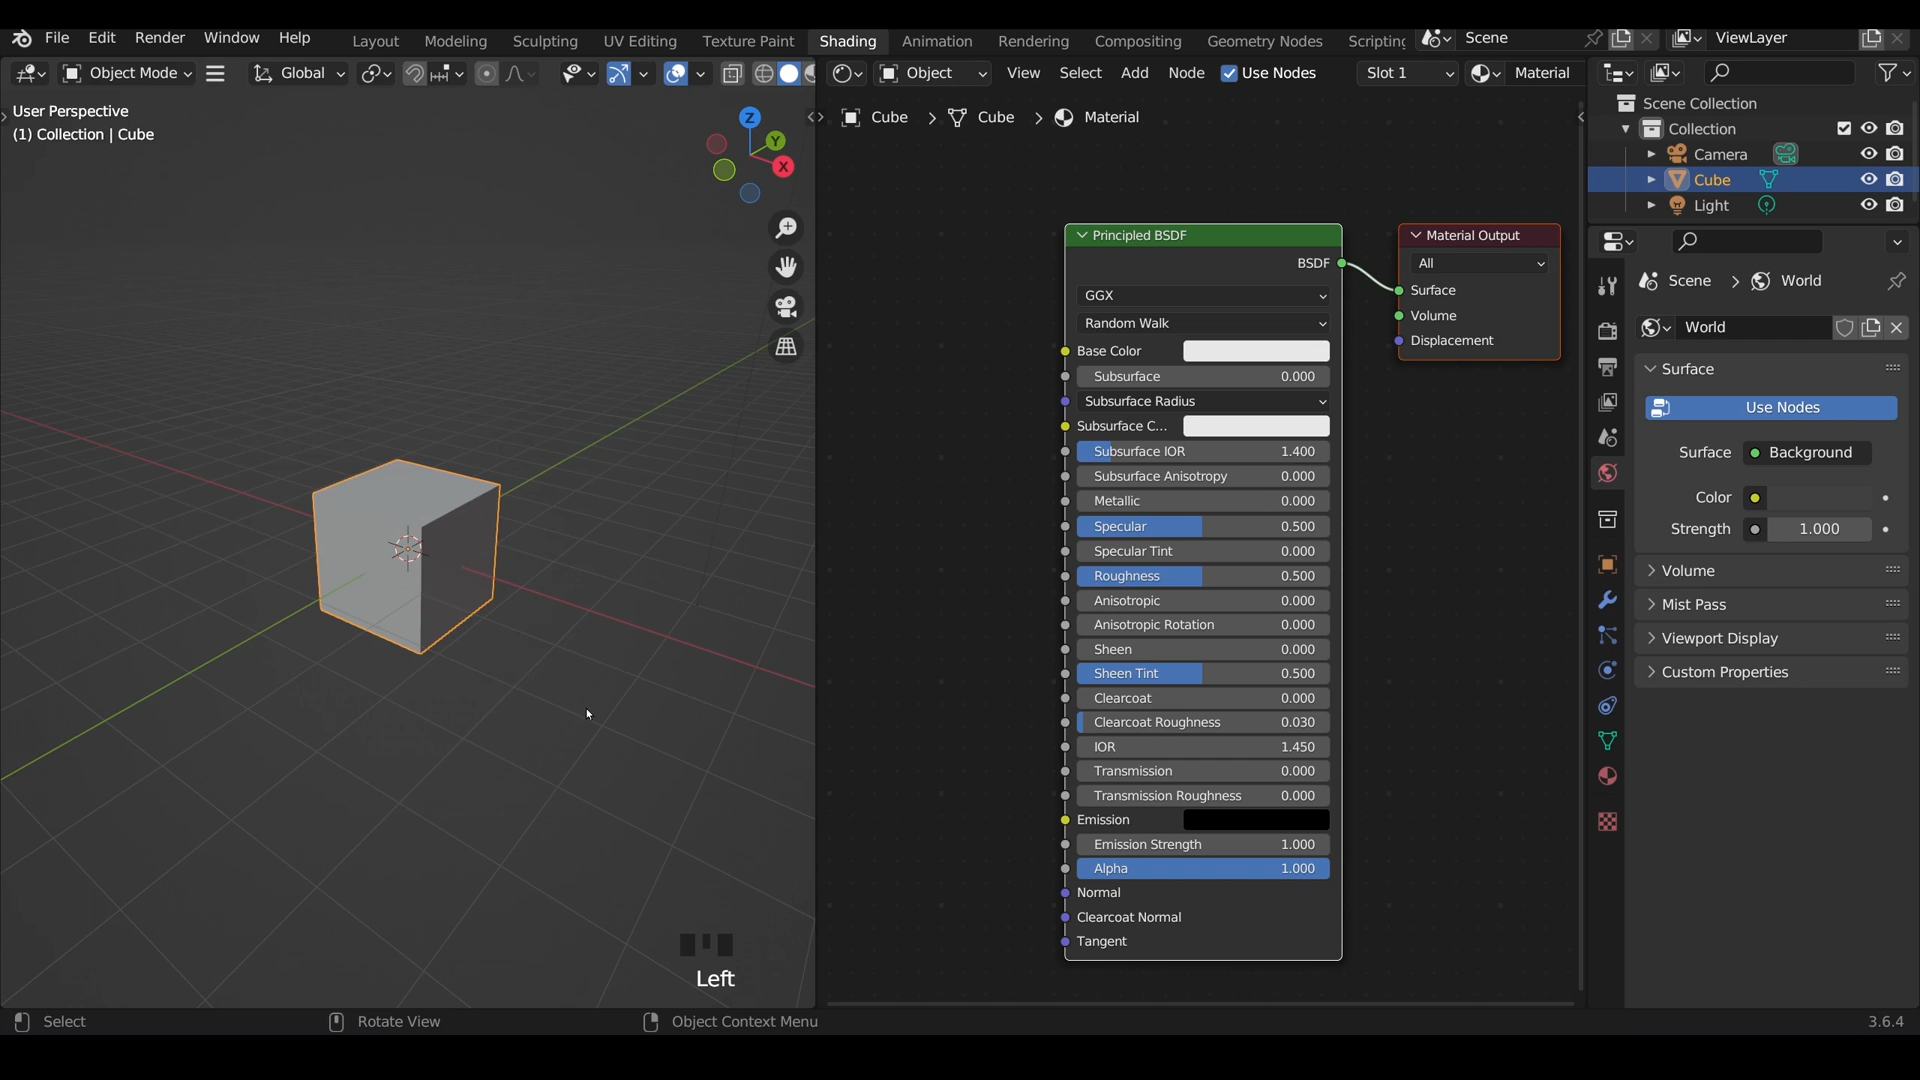 File Edit Render Window Help Layout Modeling Sculpting UV Editing Texture Paint Shading Animation Rendering Compositing Geometry Nodes Scripting Scene ViewLayer
Object Mode Global Object View Select Add Node Use Nodes Slot 1 Material
User Perspective
(1) Collection | Cube
Z
Y
X
Cube > Cube > Material
Principled BSDF
BSDF
GGX
Random Walk
Base Color
Subsurface 0.000
Subsurface Radius
Subsurface C...
Subsurface IOR 1.400
Subsurface Anisotropy 0.000
Metallic 0.000
Specular 0.500
Specular Tint 0.000
Roughness 0.500
Anisotropic 0.000
Anisotropic Rotation 0.000
Sheen 0.000
Sheen Tint 0.500
Clearcoat 0.000
Clearcoat Roughness 0.030
IOR 1.450
Transmission 0.000
Transmission Roughness 0.000
Emission
Emission Strength 1.000
Alpha 1.000
Normal
Clearcoat Normal
Tangent
Material Output
All
Surface
Volume
Displacement
Scene Collection
Collection
Camera
Cube
Light
Scene > World
World
Surface
Use Nodes
Surface Background
Color
Strength 1.000
Volume
Mist Pass
Viewport Display
Custom Properties
Left
Select Rotate View Object Context Menu 3.6.4